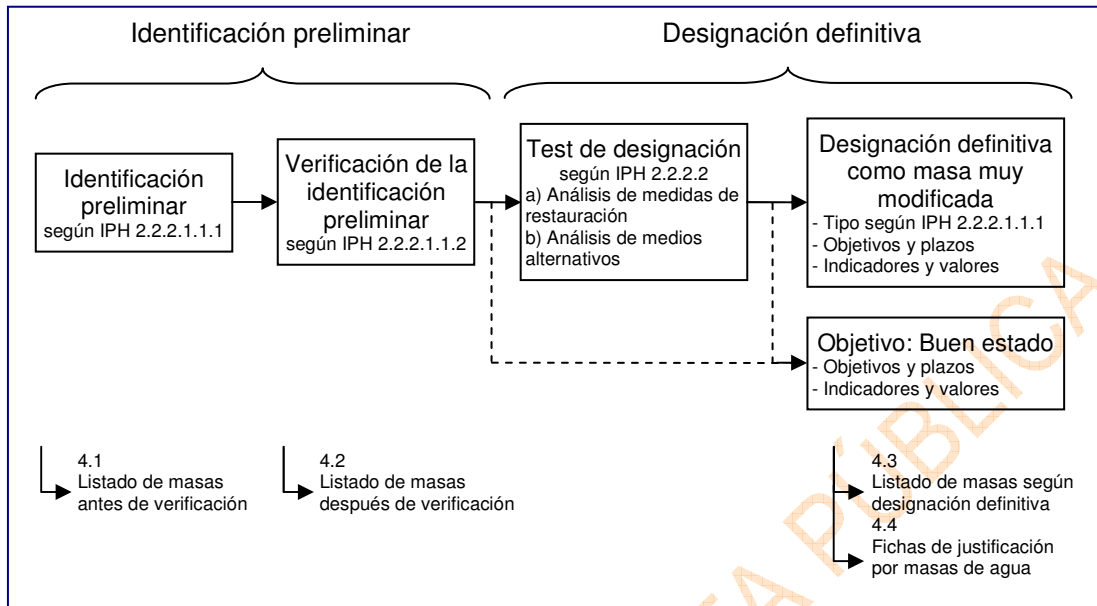 Identificación preliminar
Designación definitiva
Identificación
preliminar
según IPH 2.2.2.1.1.1
Verificación de la
identificación
preliminar
según IPH 2.2.2.1.1.2
Test de designación
según IPH 2.2.2.2
a) Análisis de medidas de
restauración
b) Análisis de medios
alternativos
Designación definitiva
como masa muy
modificada
- Tipo según IPH 2.2.2.1.1.1
- Objetivos y plazos
- Indicadores y valores
Objetivo: Buen estado
- Objetivos y plazos
- Indicadores y valores
4.1
Listado de masas
antes de verificación
4.2
Listado de masas
después de verificación
4.3
Listado de masas según
designación definitiva
4.4
Fichas de justificación
por masas de agua
TA PÚBLICA